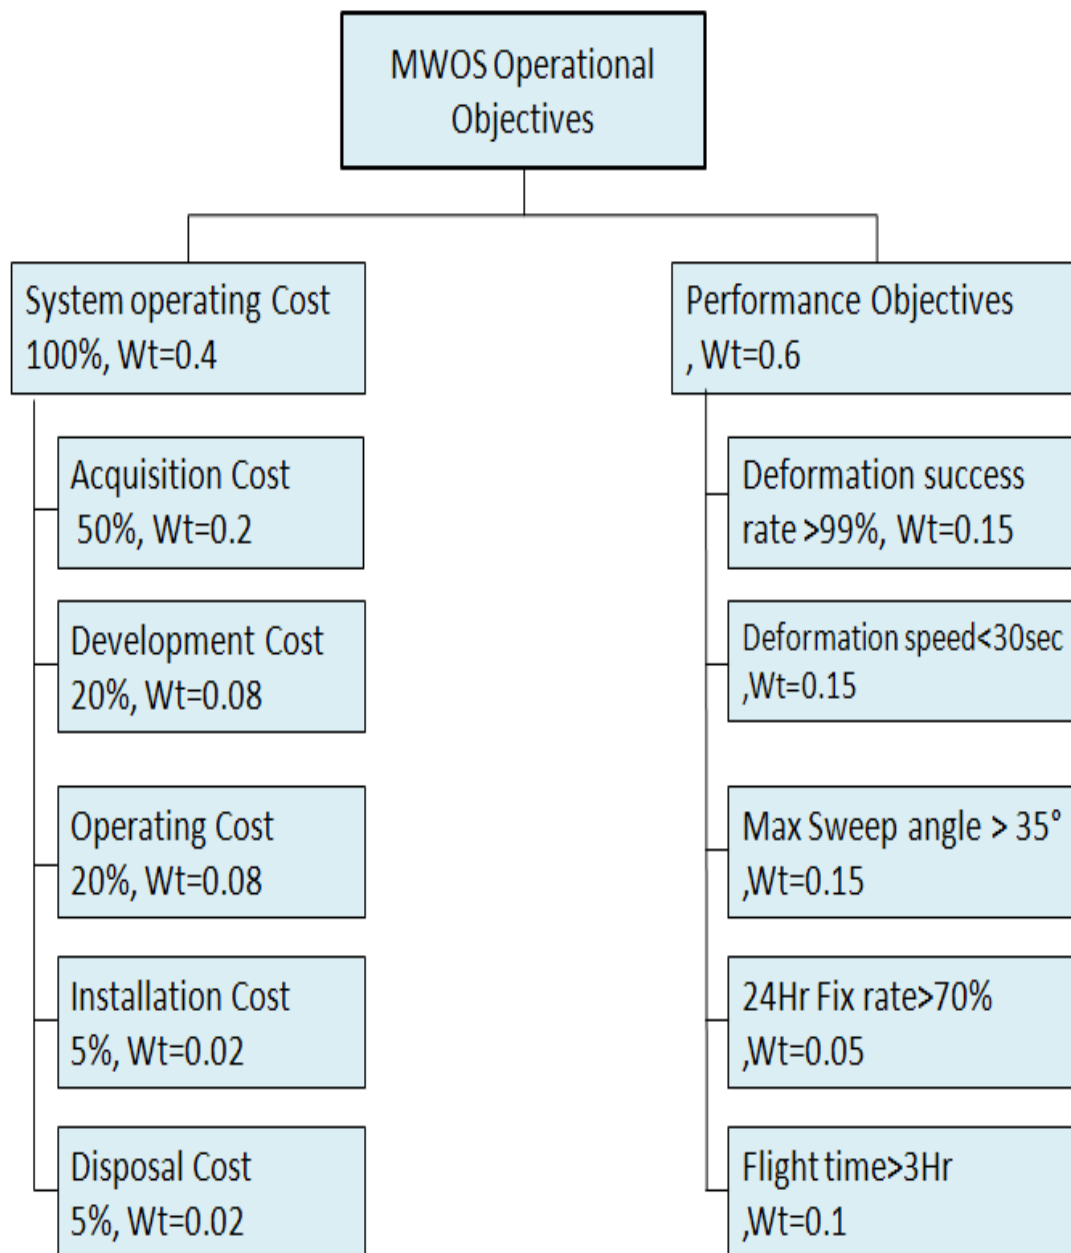 MWOS Operational
Objectives
System operating Cost
100%, Wt=0.4
Acquisition Cost
50%, Wt=0.2
Development Cost
20%, Wt=0.08
Operating Cost
20%, Wt=0.08
Installation Cost
5%, Wt=0.02
Disposal Cost
5%, Wt=0.02
Performance Objectives
, Wt=0.6
Deformation success
rate >99%, Wt=0.15
Deformation speed<30sec
,Wt=0.15
Max Sweep angle > 35°
,Wt=0.15
24Hr Fix rate>70%
,Wt=0.05
Flight time>3Hr
,Wt=0.1